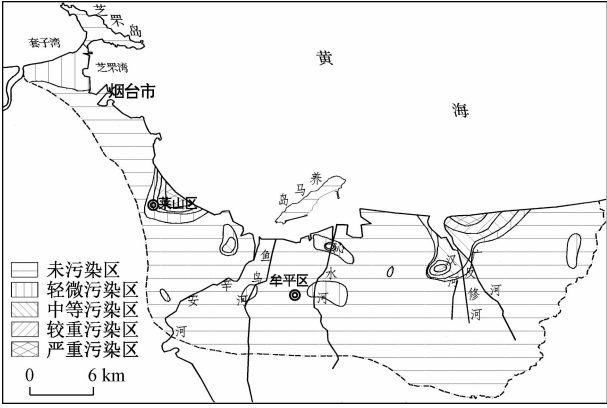 芝罘岛
套子湾
芝罘湾
黄
海
烟台市
莱山区
养马岛
沁水河
鱼鸟河
辛安河
牟平区
汉河
广
河
修
河
未污染区
轻微污染区
中等污染区
较重污染区
严重污染区
0 6 km